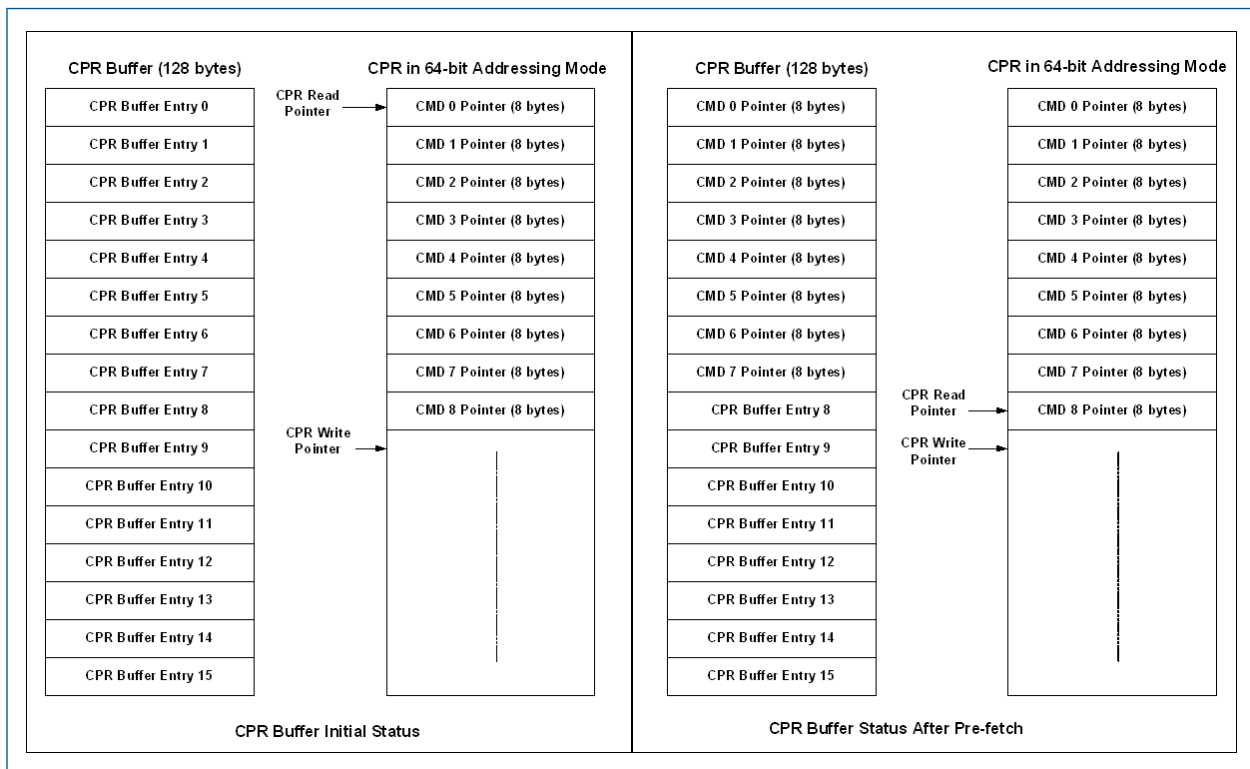 CPR Buffer (128 bytes)
CPR Buffer Entry 0
CPR Buffer Entry 1
CPR Buffer Entry 2
CPR Buffer Entry 3
CPR Buffer Entry 4
CPR Buffer Entry 5
CPR Buffer Entry 6
CPR Buffer Entry 7
CPR Buffer Entry 8
CPR Buffer Entry 9
CPR Buffer Entry 10
CPR Buffer Entry 11
CPR Buffer Entry 12
CPR Buffer Entry 13
CPR Buffer Entry 14
CPR Buffer Entry 15
CPR Read
Pointer
CPR Write
Pointer
CPR in 64-bit Addressing Mode
CMD 0 Pointer (8 bytes)
CMD 1 Pointer (8 bytes)
CMD 2 Pointer (8 bytes)
CMD 3 Pointer (8 bytes)
CMD 4 Pointer (8 bytes)
CMD 5 Pointer (8 bytes)
CMD 6 Pointer (8 bytes)
CMD 7 Pointer (8 bytes)
CMD 8 Pointer (8 bytes)
CPR Buffer Initial Status
CPR Buffer (128 bytes)
CMD 0 Pointer (8 bytes)
CMD 1 Pointer (8 bytes)
CMD 2 Pointer (8 bytes)
CMD 3 Pointer (8 bytes)
CMD 4 Pointer (8 bytes)
CMD 5 Pointer (8 bytes)
CMD 6 Pointer (8 bytes)
CMD 7 Pointer (8 bytes)
CPR Buffer Entry 8
CPR Buffer Entry 9
CPR Buffer Entry 10
CPR Buffer Entry 11
CPR Buffer Entry 12
CPR Buffer Entry 13
CPR Buffer Entry 14
CPR Buffer Entry 15
CPR Read
Pointer
CPR Write
Pointer
CPR in 64-bit Addressing Mode
CMD 0 Pointer (8 bytes)
CMD 1 Pointer (8 bytes)
CMD 2 Pointer (8 bytes)
CMD 3 Pointer (8 bytes)
CMD 4 Pointer (8 bytes)
CMD 5 Pointer (8 bytes)
CMD 6 Pointer (8 bytes)
CMD 7 Pointer (8 bytes)
CMD 8 Pointer (8 bytes)
CPR Buffer Status After Pre-fetch